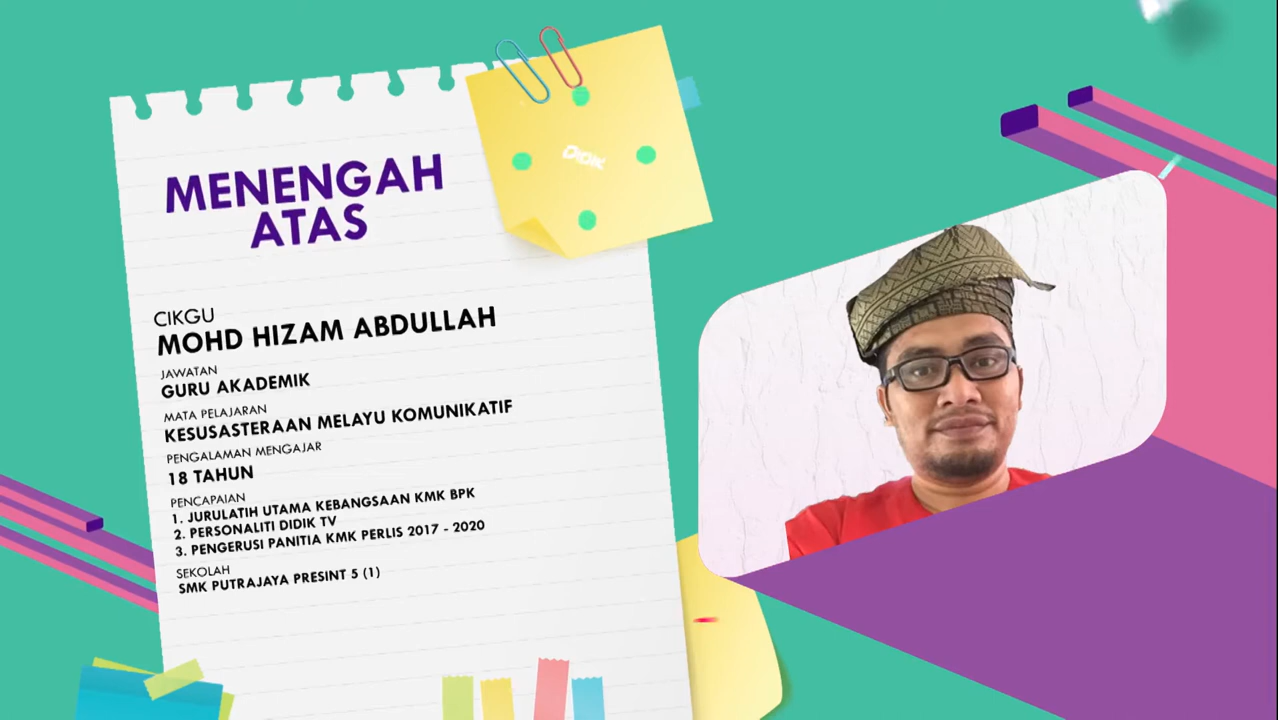 MENENGAH
ATAS
DIDIK
CIKGU
MOHD HIZAM ABDULLAH
JAWATAN
GURU AKADEMIK
MATA PELAJARAN
KESUSASTERAAN MELAYU KOMUNIKATIF
PENGALAMAN MENGAJAR
18 TAHUN
PENCAPAIAN
1. JURULATIH UTAMA KEBANGSAAN KMK BPK
2. PERSONALITI DIDIK TV
3. PENGERUSI PANITIA KMK PERLIS 2017 - 2020
SEKOLAH
SMK PUTRAJAYA PRESINT 5 (1)